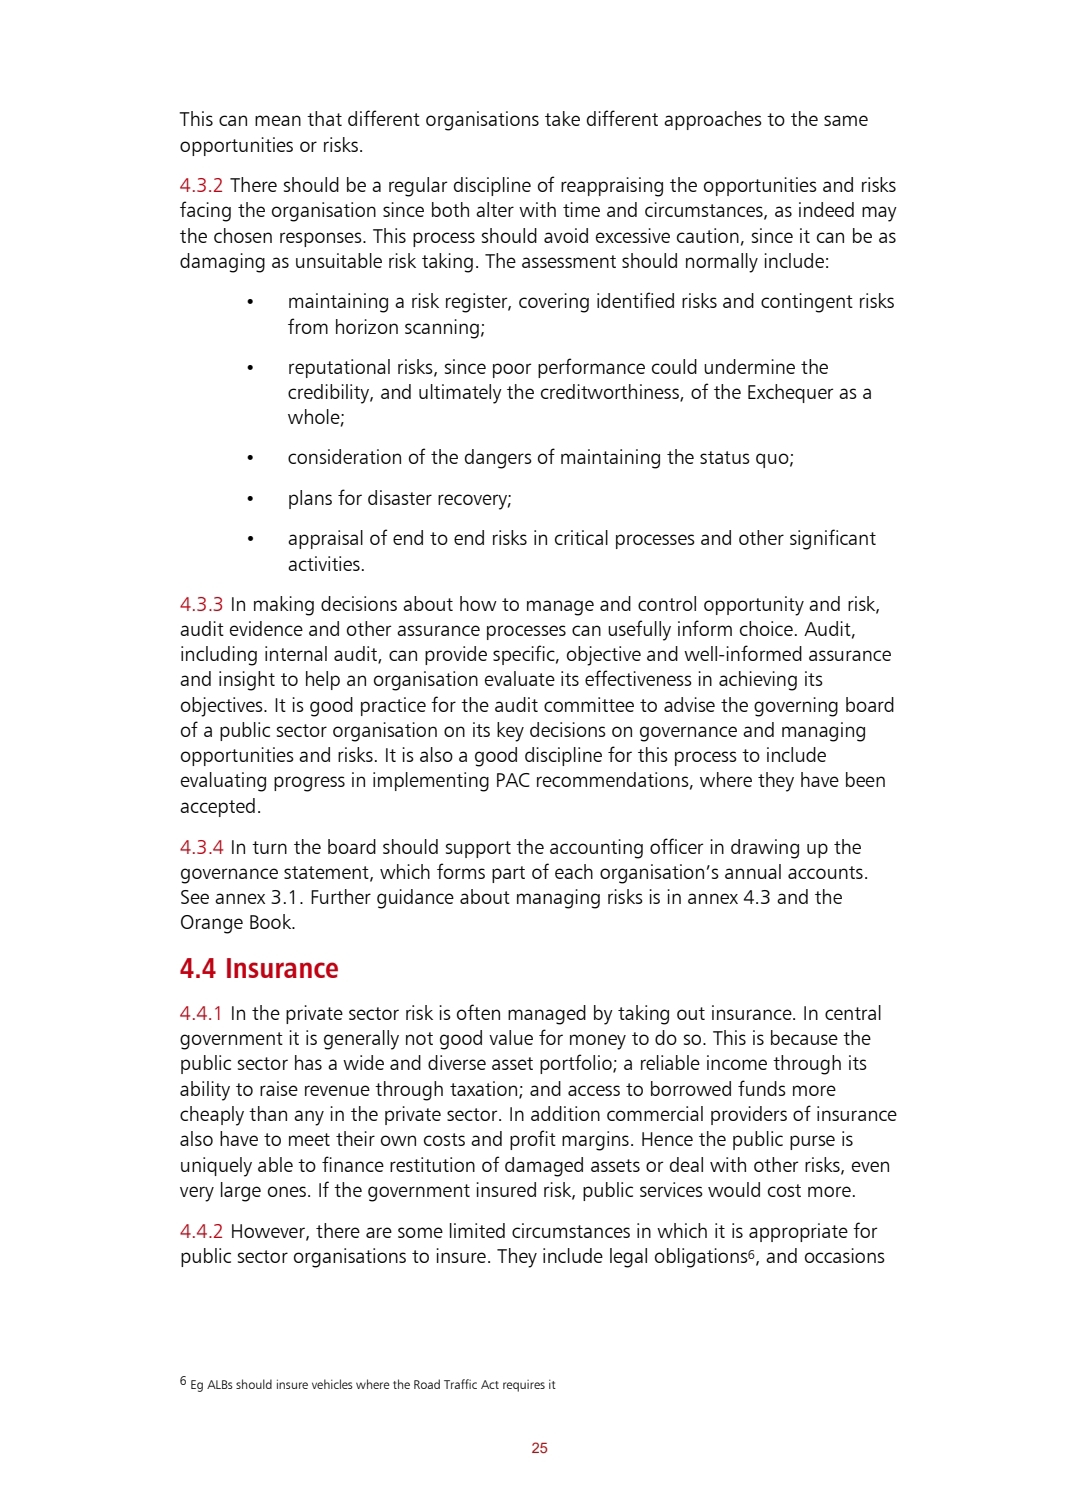 This can mean that different organisations take different approaches to the same
opportunities or risks.
4.3.2 There should be a regular discipline of reappraising the opportunities and risks
facing the organisation since both alter with time and circumstances, as indeed may
the chosen responses. This process should avoid excessive caution, since it can be as
damaging as unsuitable risk taking. The assessment should normally include:
• maintaining a risk register, covering identified risks and contingent risks
from horizon scanning;
• reputational risks, since poor performance could undermine the
credibility, and ultimately the creditworthiness, of the Exchequer as a
whole;
• consideration of the dangers of maintaining the status quo;
• plans for disaster recovery;
• appraisal of end to end risks in critical processes and other significant
activities.
4.3.3 In making decisions about how to manage and control opportunity and risk,
audit evidence and other assurance processes can usefully inform choice. Audit,
including internal audit, can provide specific, objective and well-informed assurance
and insight to help an organisation evaluate its effectiveness in achieving its
objectives. It is good practice for the audit committee to advise the governing board
of a public sector organisation on its key decisions on governance and managing
opportunities and risks. It is also a good discipline for this process to include
evaluating progress in implementing PAC recommendations, where they have been
accepted.
4.3.4 In turn the board should support the accounting officer in drawing up the
governance statement, which forms part of each organisation’s annual accounts.
See annex 3.1. Further guidance about managing risks is in annex 4.3 and the
Orange Book.
4.4 Insurance
4.4.1 In the private sector risk is often managed by taking out insurance. In central
government it is generally not good value for money to do so. This is because the
public sector has a wide and diverse asset portfolio; a reliable income through its
ability to raise revenue through taxation; and access to borrowed funds more
cheaply than any in the private sector. In addition commercial providers of insurance
also have to meet their own costs and profit margins. Hence the public purse is
uniquely able to finance restitution of damaged assets or deal with other risks, even
very large ones. If the government insured risk, public services would cost more.
4.4.2 However, there are some limited circumstances in which it is appropriate for
public sector organisations to insure. They include legal obligations6, and occasions
6 Eg ALBs should insure vehicles where the Road Traffic Act requires it
25